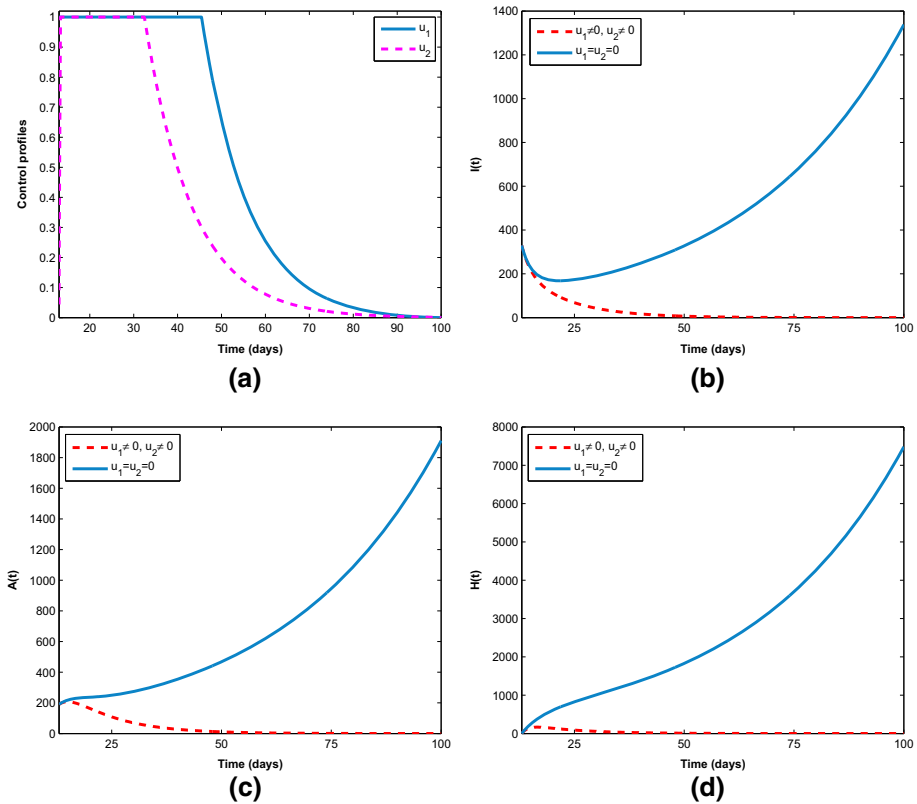 1
0.9
0.8
0.7
0.6
0.5
0.4
0.3
0.2
0.1
0
Control profiles
u₁
u₂
20 30 40 50 60 70 80 90 100
Time (days)
(a)
1400
1200
1000
800
600
400
200
0
I(t)
u₁≠0, u₂≠ 0
u₁=u₂=0
25 50 75 100
Time (days)
(b)
2000
1800
1600
1400
1200
1000
800
600
400
200
0
A(t)
u₁≠ 0, u₂≠ 0
u₁=u₂=0
25 50 75 100
Time (days)
(c)
8000
7000
6000
5000
4000
3000
2000
1000
0
H(t)
u₁≠ 0, u₂≠ 0
u₁=u₂=0
25 50 75 100
Time (days)
(d)